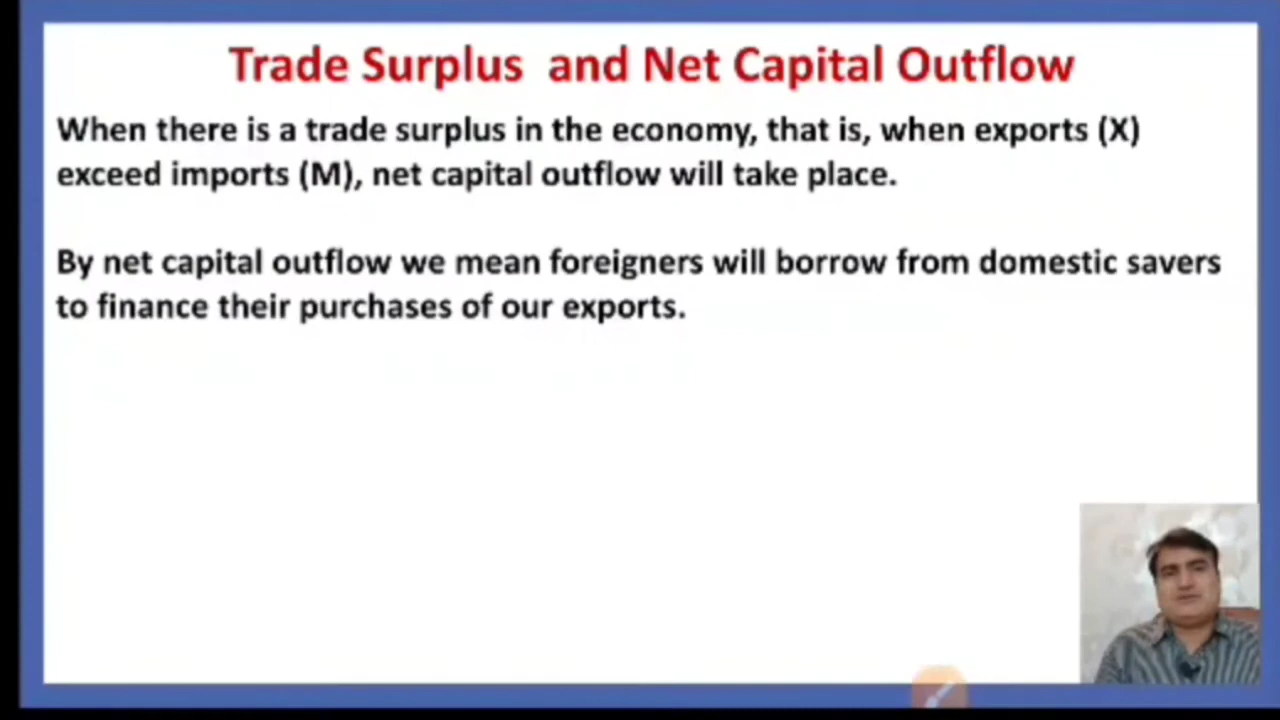 Trade Surplus and Net Capital Outflow
When there is a trade surplus in the economy, that is, when exports (X)
exceed imports (M), net capital outflow will take place.
By net capital outflow we mean foreigners will borrow from domestic savers
to finance their purchases of our exports.